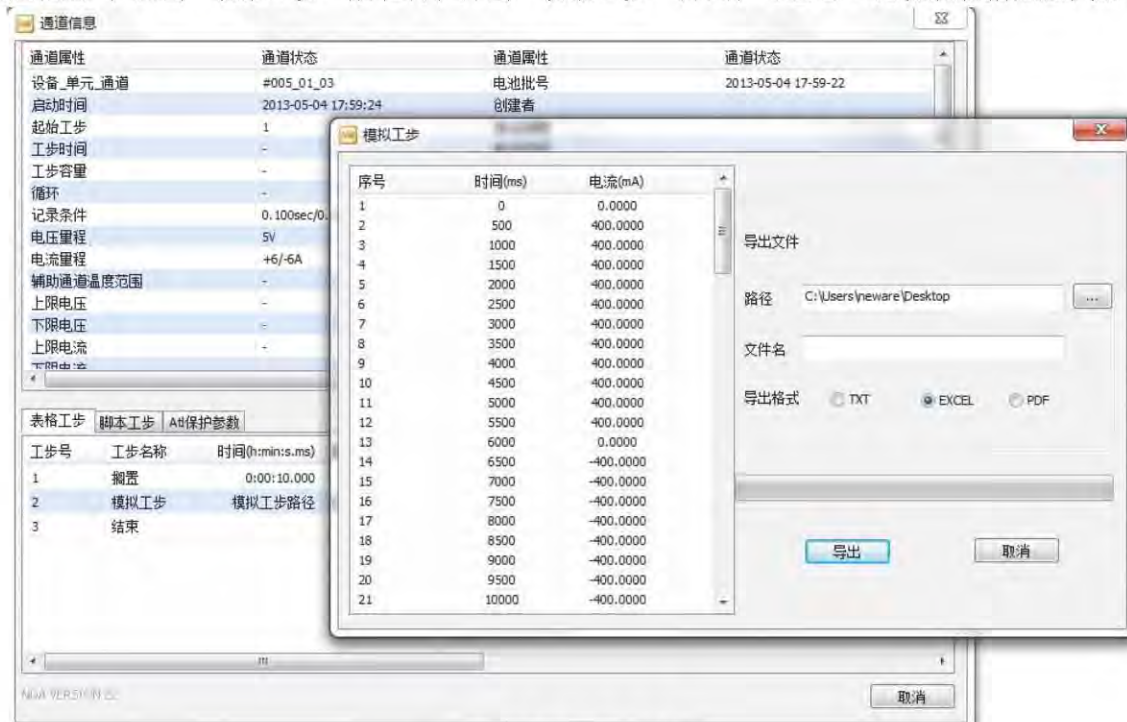 通道信息
通道属性 通道状态 通道属性 通道状态
设备_单元_通道 #005_01_03 电池批号 2013-05-04 17-59-22
启动时间 2013-05-04 17:59:24 创建者
起始工步 1
工步时间 -
工步容量 -
循环 -
记录条件 0.100sec/0.
电压量程 5V
电流量程 +6/-6A
辅助通道温度范围 -
上限电压 -
下限电压 -
上限电流 -
下限电流
表格工步 脚本工步 Atl保护参数
工步号 工步名称 时间(h:min:s.ms)
1 搁置 0:00:10.000
2 模拟工步 模拟工步路径
3 结束
取消
模拟工步
序号 时间(ms) 电流(mA)
1 0 0.0000
2 500 400.0000
3 1000 400.0000
4 1500 400.0000
5 2000 400.0000
6 2500 400.0000
7 3000 400.0000
8 3500 400.0000
9 4000 400.0000
10 4500 400.0000
11 5000 400.0000
12 5500 400.0000
13 6000 0.0000
14 6500 -400.0000
15 7000 -400.0000
16 7500 -400.0000
17 8000 -400.0000
18 8500 -400.0000
19 9000 -400.0000
20 9500 -400.0000
21 10000 -400.0000
导出文件
路径 C:\Users\neware\Desktop ...
文件名
导出格式 TXT EXCEL PDF
导出 取消